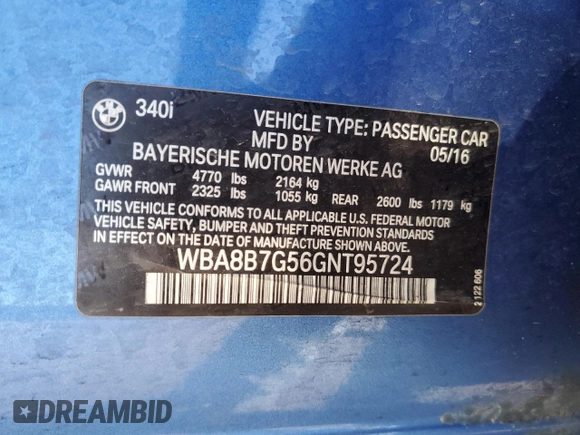 340i
VEHICLE TYPE: PASSENGER CAR
MFD BY 05/16
BAYERISCHE MOTOREN WERKE AG
GVWR 4770 lbs 2164 kg
GAWR FRONT 2325 lbs 1055 kg REAR 2600 lbs 1179 kg
THIS VEHICLE CONFORMS TO ALL APPLICABLE U.S. FEDERAL MOTOR
VEHICLE SAFETY, BUMPER AND THEFT PREVENTION STANDARDS
IN EFFECT ON THE DATE OF MANUFACTURE SHOWN ABOVE.
WBA8B7G56GNT95724
2 122 606
DREAMBID